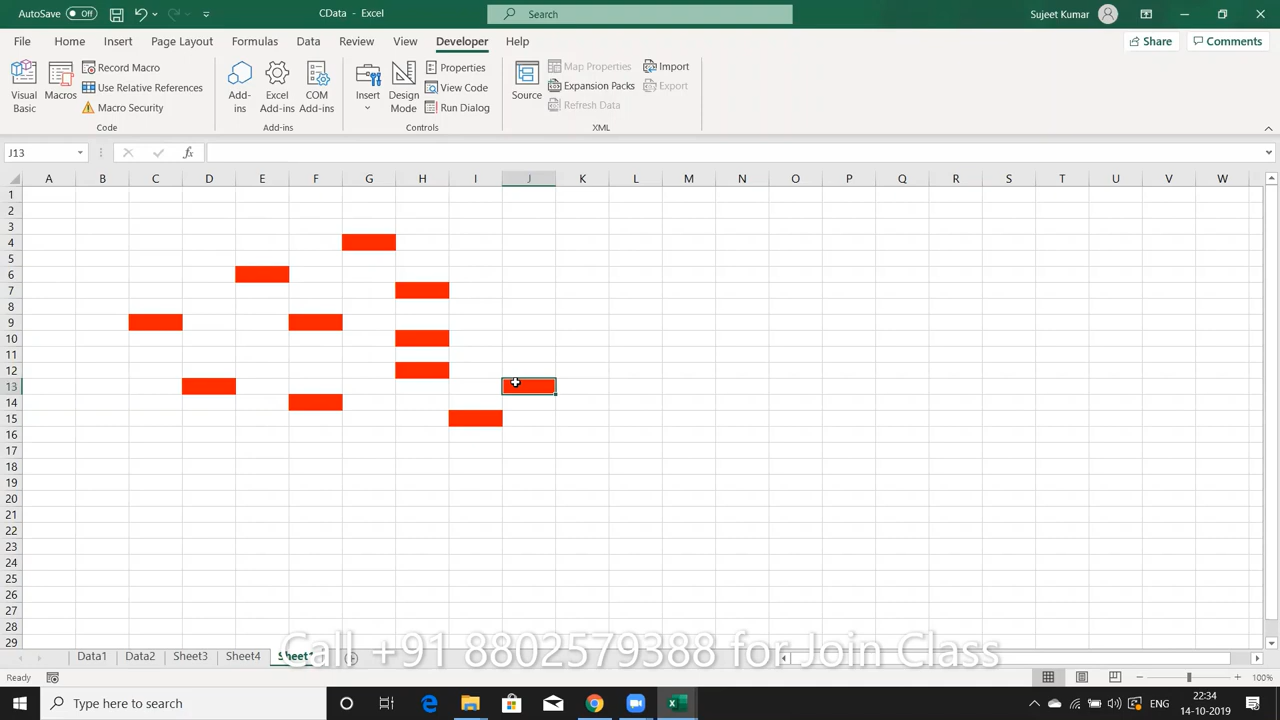 AutoSave Off CData - Excel Search Sujeet Kumar
File Home Insert Page Layout Formulas Data Review View Developer Help Share Comments
Visual Basic
Macros
Record Macro
Use Relative References
Macro Security
Code
Add-ins
Excel Add-ins
COM Add-ins
Add-ins
Insert
Design Mode
Properties
View Code
Run Dialog
Controls
Source
Map Properties
Expansion Packs
Refresh Data
Import
Export
XML
J13 fx
A B C D E F G H I J K L M N O P Q R S T U V W
1
2
3
4
5
6
7
8
9
10
11
12
13
14
15
16
17
18
19
20
21
22
23
24
25
26
27
28
29
Call +91 8802579388 for Join Class
Data1 Data2 Sheet3 Sheet4
Ready 100%
Type here to search
ENG
22:34
14-10-2019